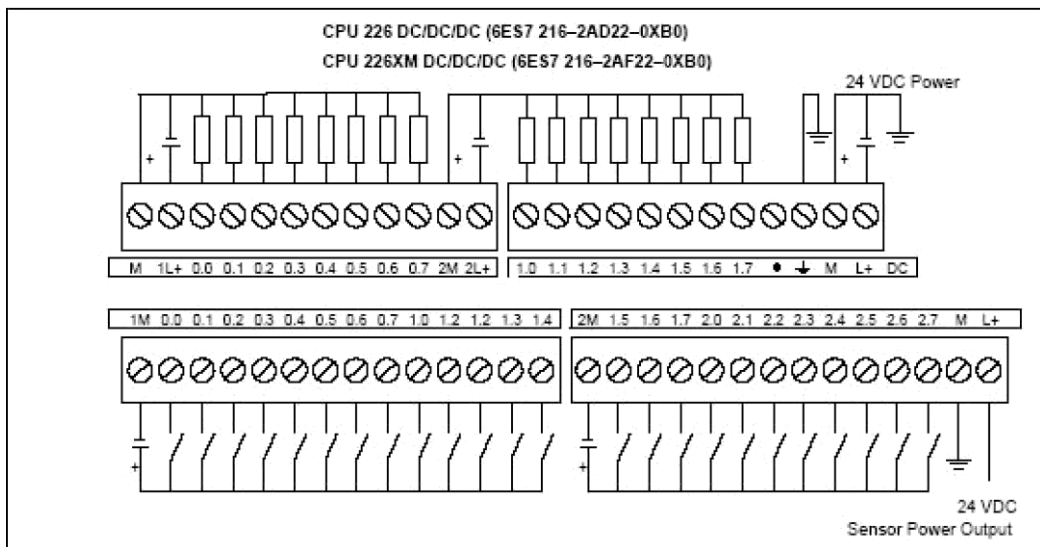 CPU 226 DC/DC/DC (6ES7 216–2AD22–0XB0)
CPU 226XM DC/DC/DC (6ES7 216–2AF22–0XB0)
24 VDC Power
+ + +
M 1L+ 0.0 0.1 0.2 0.3 0.4 0.5 0.6 0.7 2M 2L+ 1.0 1.1 1.2 1.3 1.4 1.5 1.6 1.7 M L+ DC
1M 0.0 0.1 0.2 0.3 0.4 0.5 0.6 0.7 1.0 1.2 1.2 1.3 1.4 2M 1.5 1.6 1.7 2.0 2.1 2.2 2.3 2.4 2.5 2.6 2.7 M L+
+ +
24 VDC
Sensor Power Output